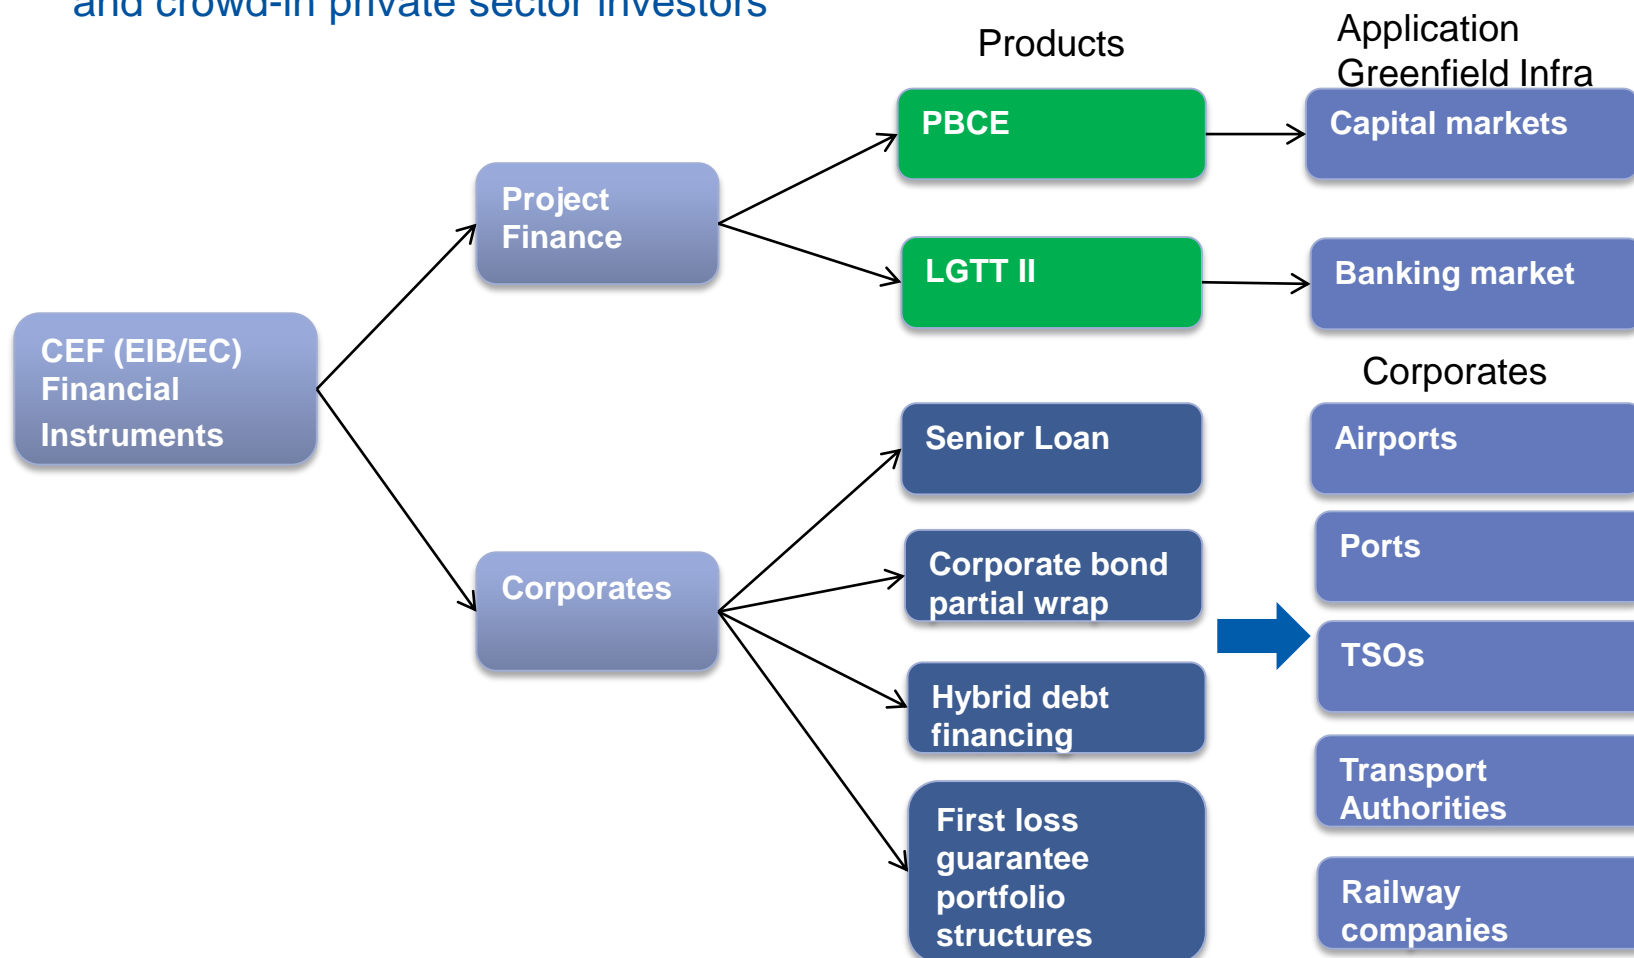 and crowd-in private sector investors
Products
Application
Greenfield Infra
PBCE
Capital markets
Project
Finance
LGTT II
Banking market
CEF (EIB/EC)
Financial
Instruments
Corporates
Senior Loan
Airports
Corporates
Corporate bond
partial wrap
Ports
TSOs
Hybrid debt
financing
Transport
Authorities
First loss
guarantee
portfolio
structures
Railway
companies